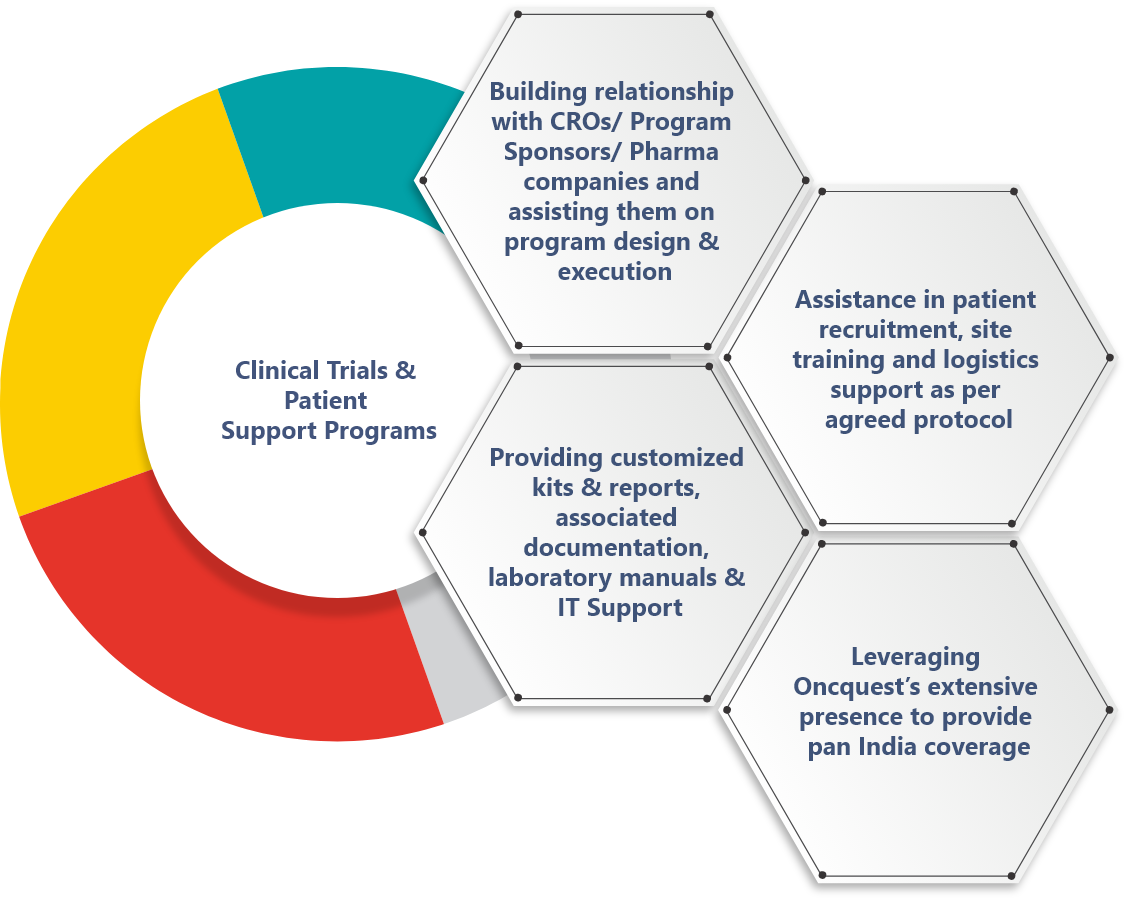 Building relationship
with CROs/ Program
Sponsors/ Pharma
companies and
assisting them on
program design &
execution
Assistance in patient
recruitment, site
training and logistics
support as per
agreed protocol
Clinical Trials &
Patient
Support Programs
Providing customized
kits & reports,
associated
documentation,
laboratory manuals &
IT Support
Leveraging
Oncquest’s extensive
presence to provide
pan India coverage